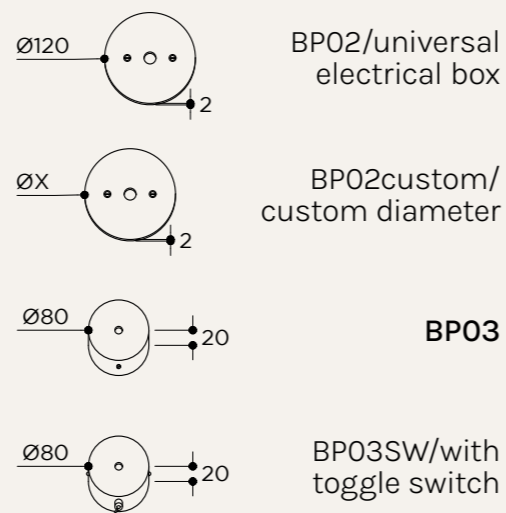 Ø120
2
BP02/universal
electrical box
ØX
2
BP02custom/
custom diameter
Ø80
20
BP03
Ø80
20
BP03SW/with
toggle switch